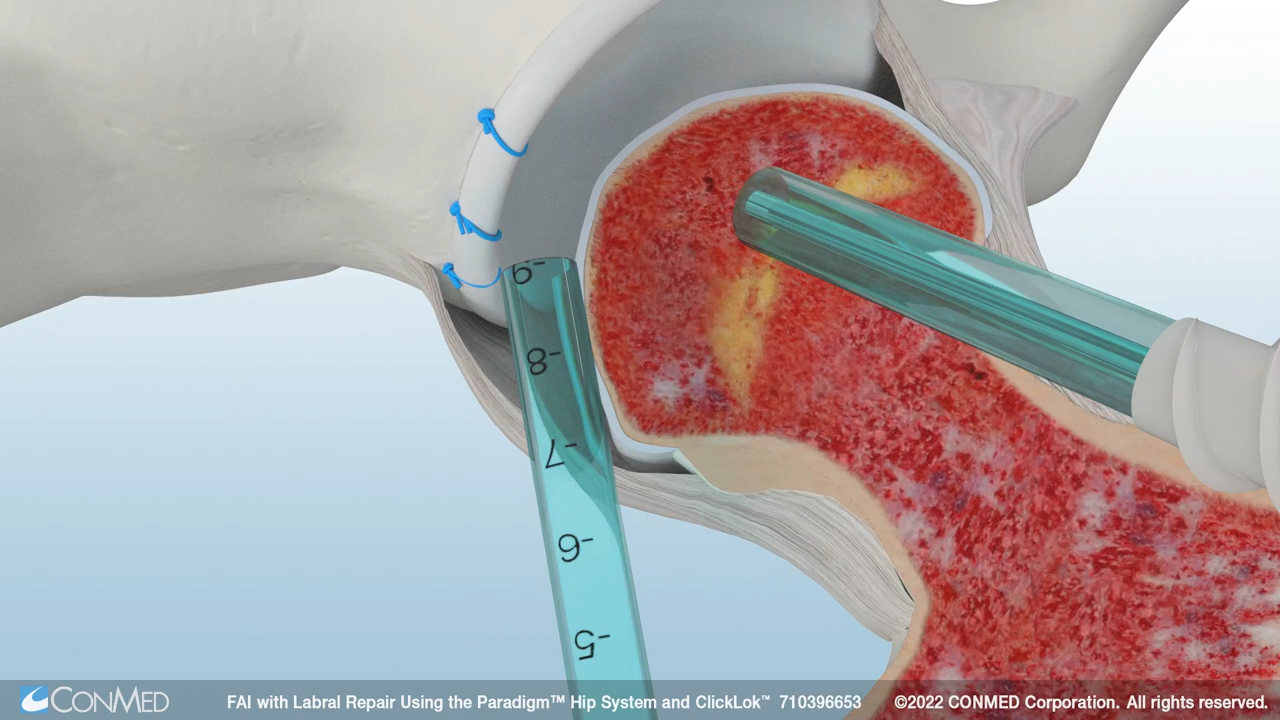 9-
8-
7-
6-
5-
CONMED
FAI with Labral Repair Using the Paradigm™ Hip System and ClickLok™ 710396653
©2022 CONMED Corporation. All rights reserved.